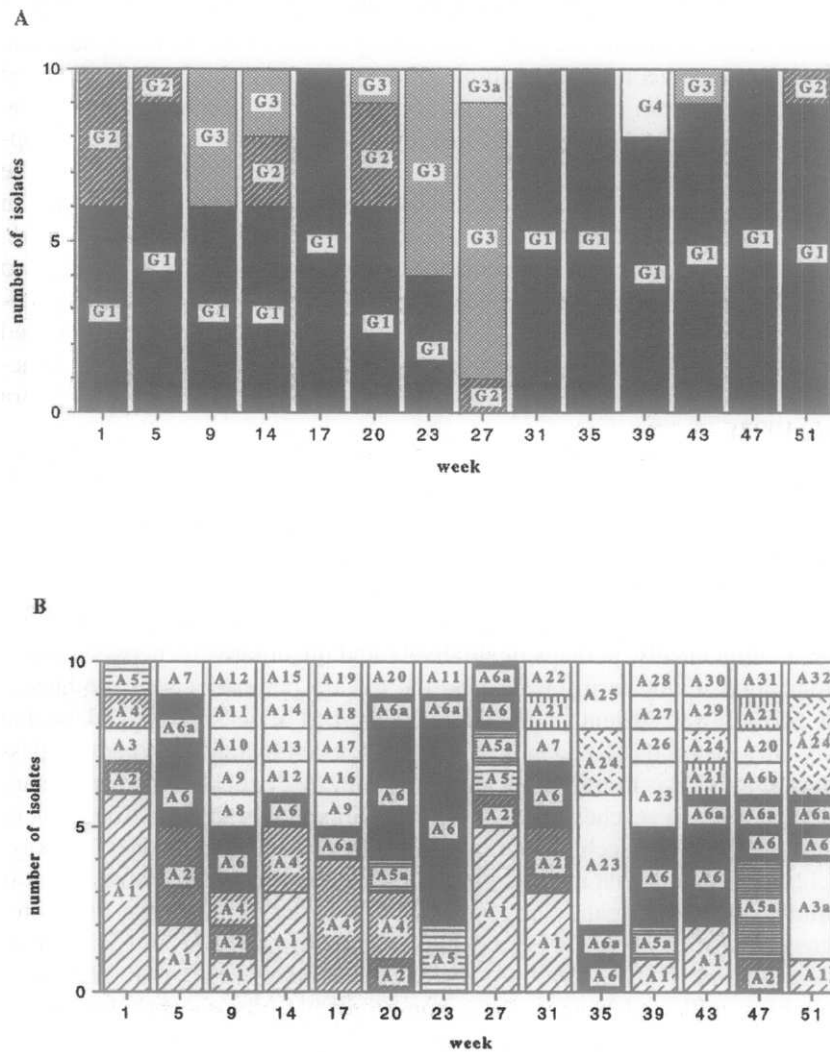 A
10
G2
G3
G3a
G3
G2
G3
G4
G2
G3
G2
G2
G3
number of isolates
5
G1
G3
G1
G1
G1
G1
G1
G1
G1
G1
G1
G1
G1
G1
G2
0
1 5 9 14 17 20 23 27 31 35 39 43 47 51
week
B
10
A5 A7 A12 A15 A19 A20 A11 A6a A22 A25 A28 A30 A31 A32
A4 A6a A11 A14 A18 A6a A6a A6 A21 A27 A29 A21 A24
A3 A10 A13 A17 A5a A7 A24 A26 A24 A20
A2 A6 A9 A12 A16 A6 A5 A6 A23 A21 A6b
A8 A6 A9 A6 A2 A6a A6a A6a
number of isolates
5
A1 A2 A6 A4 A6a A5a A1 A2 A23 A6 A6 A6 A6
A4 A1 A4 A4 A1 A5a A3a
A2 A5 A6a A5a
A1 A1 A2 A6 A1 A1 A2 A1
0
1 5 9 14 17 20 23 27 31 35 39 43 47 51
week